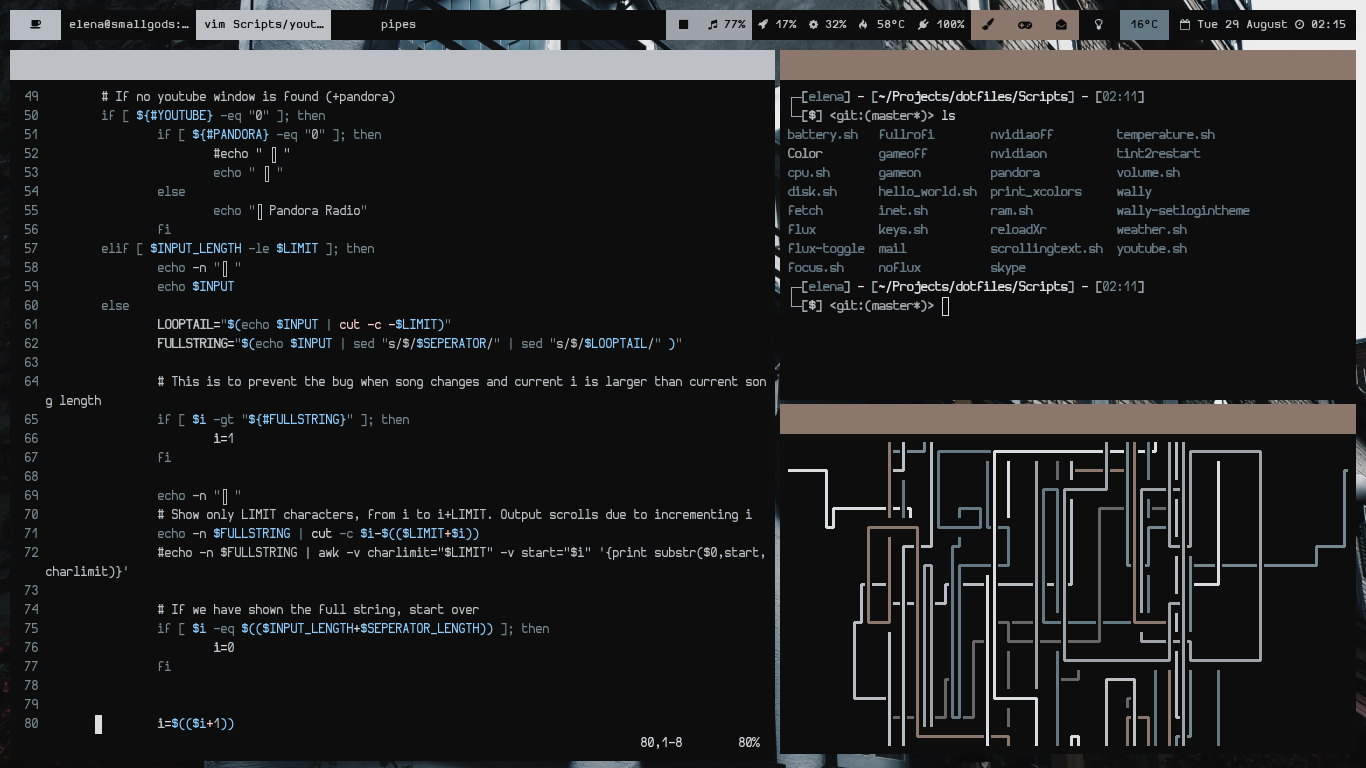 elena@smallgods:… vim Scripts/yout… pipes 77% 17% 32% 58°C 100% 16°C Tue 29 August 02:15
49 # IF no youtube window is found (+pandora)
50 if [ ${#YOUTUBE} -eq "0" ]; then
51 if [ ${#PANDORA} -eq "0" ]; then
52 #echo " ▯ "
53 echo " ▯ "
54 else
55 echo "▯ Pandora Radio"
56 fi
57 elif [ $INPUT_LENGTH -le $LIMIT ]; then
58 echo -n "▯ "
59 echo $INPUT
60 else
61 LOOPTAIL="$(echo $INPUT | cut -c -$LIMIT)"
62 FULLSTRING="$(echo $INPUT | sed "s/$/$SEPERATOR/" | sed "s/$/$LOOPTAIL/" )"
63
64 # This is to prevent the bug when song changes and current i is larger than current son
g length
65 if [ $i -gt "${#FULLSTRING}" ]; then
66 i=1
67 fi
68
69 echo -n "▯ "
70 # Show only LIMIT characters, from i to i+LIMIT. Output scrolls due to incrementing i
71 echo -n $FULLSTRING | cut -c $i-$(($LIMIT+$i))
72 #echo -n $FULLSTRING | awk -v charlimit="$LIMIT" -v start="$i" '{print substr($0,start,
charlimit)}'
73
74 # If we have shown the full string, start over
75 if [ $i -eq $(($INPUT_LENGTH+$SEPERATOR_LENGTH)) ]; then
76 i=0
77 fi
78
79
80 i=$(($i+1))
80,1-8 80%
┌─[elena] - [~/Projects/dotfiles/Scripts] - [02:11]
└─[$] <git:(master*)> ls
battery.sh fullrofi nvidiaoff temperature.sh
Color gameoff nvidiaon tint2restart
cpu.sh gameon pandora volume.sh
disk.sh hello_world.sh print_xcolors wally
fetch inet.sh ram.sh wally-setlogintheme
flux keys.sh reloadXr weather.sh
flux-toggle mail scrollingtext.sh youtube.sh
focus.sh noflux skype
┌─[elena] - [~/Projects/dotfiles/Scripts] - [02:11]
└─[$] <git:(master*)>